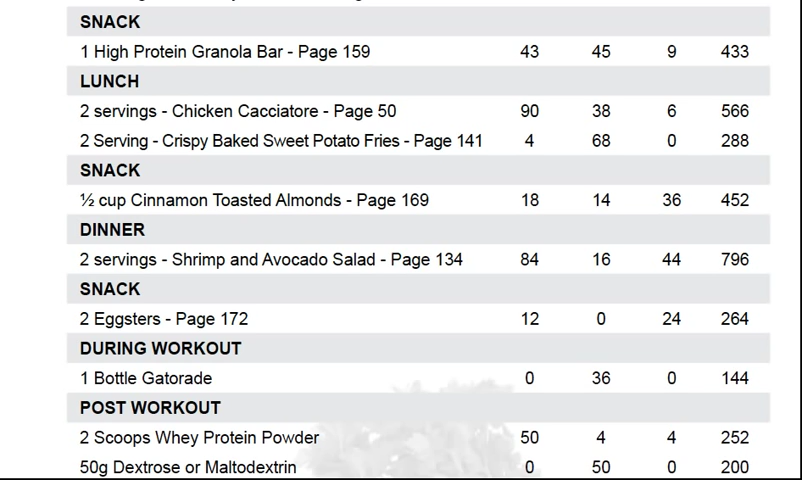 SNACK
1 High Protein Granola Bar - Page 159 43 45 9 433
LUNCH
2 servings - Chicken Cacciatore - Page 50 90 38 6 566
2 Serving - Crispy Baked Sweet Potato Fries - Page 141 4 68 0 288
SNACK
½ cup Cinnamon Toasted Almonds - Page 169 18 14 36 452
DINNER
2 servings - Shrimp and Avocado Salad - Page 134 84 16 44 796
SNACK
2 Eggsters - Page 172 12 0 24 264
DURING WORKOUT
1 Bottle Gatorade 0 36 0 144
POST WORKOUT
2 Scoops Whey Protein Powder 50 4 4 252
50g Dextrose or Maltodextrin 0 50 0 200